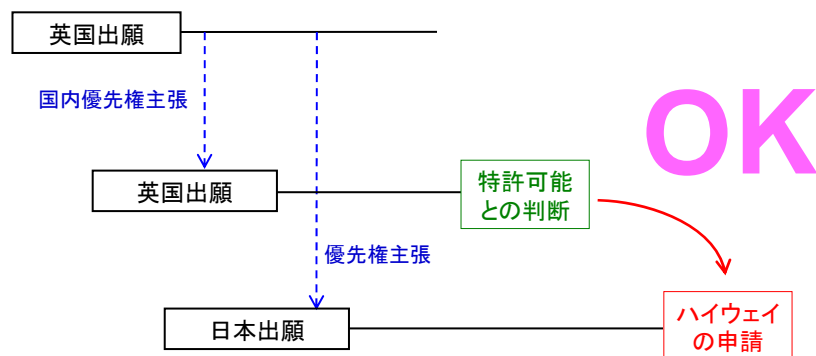 英国出願
国内優先権主張
OK
英国出願
特許可能
との判断
優先権主張
日本出願
ハイウェイ
の申請